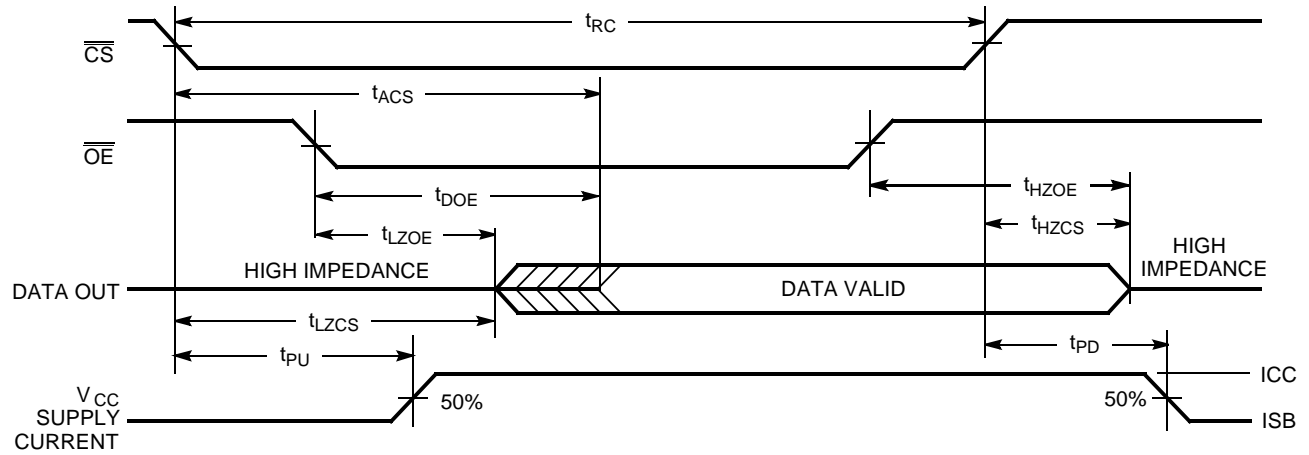 tRC
CS
tACS
OE
tDOE
tHZOE
tLZOE
tHZCS
HIGH IMPEDANCE
HIGH
IMPEDANCE
DATA OUT
DATA VALID
tLZCS
tPU
tPD
VCC
SUPPLY
CURRENT
50%
50%
ICC
ISB